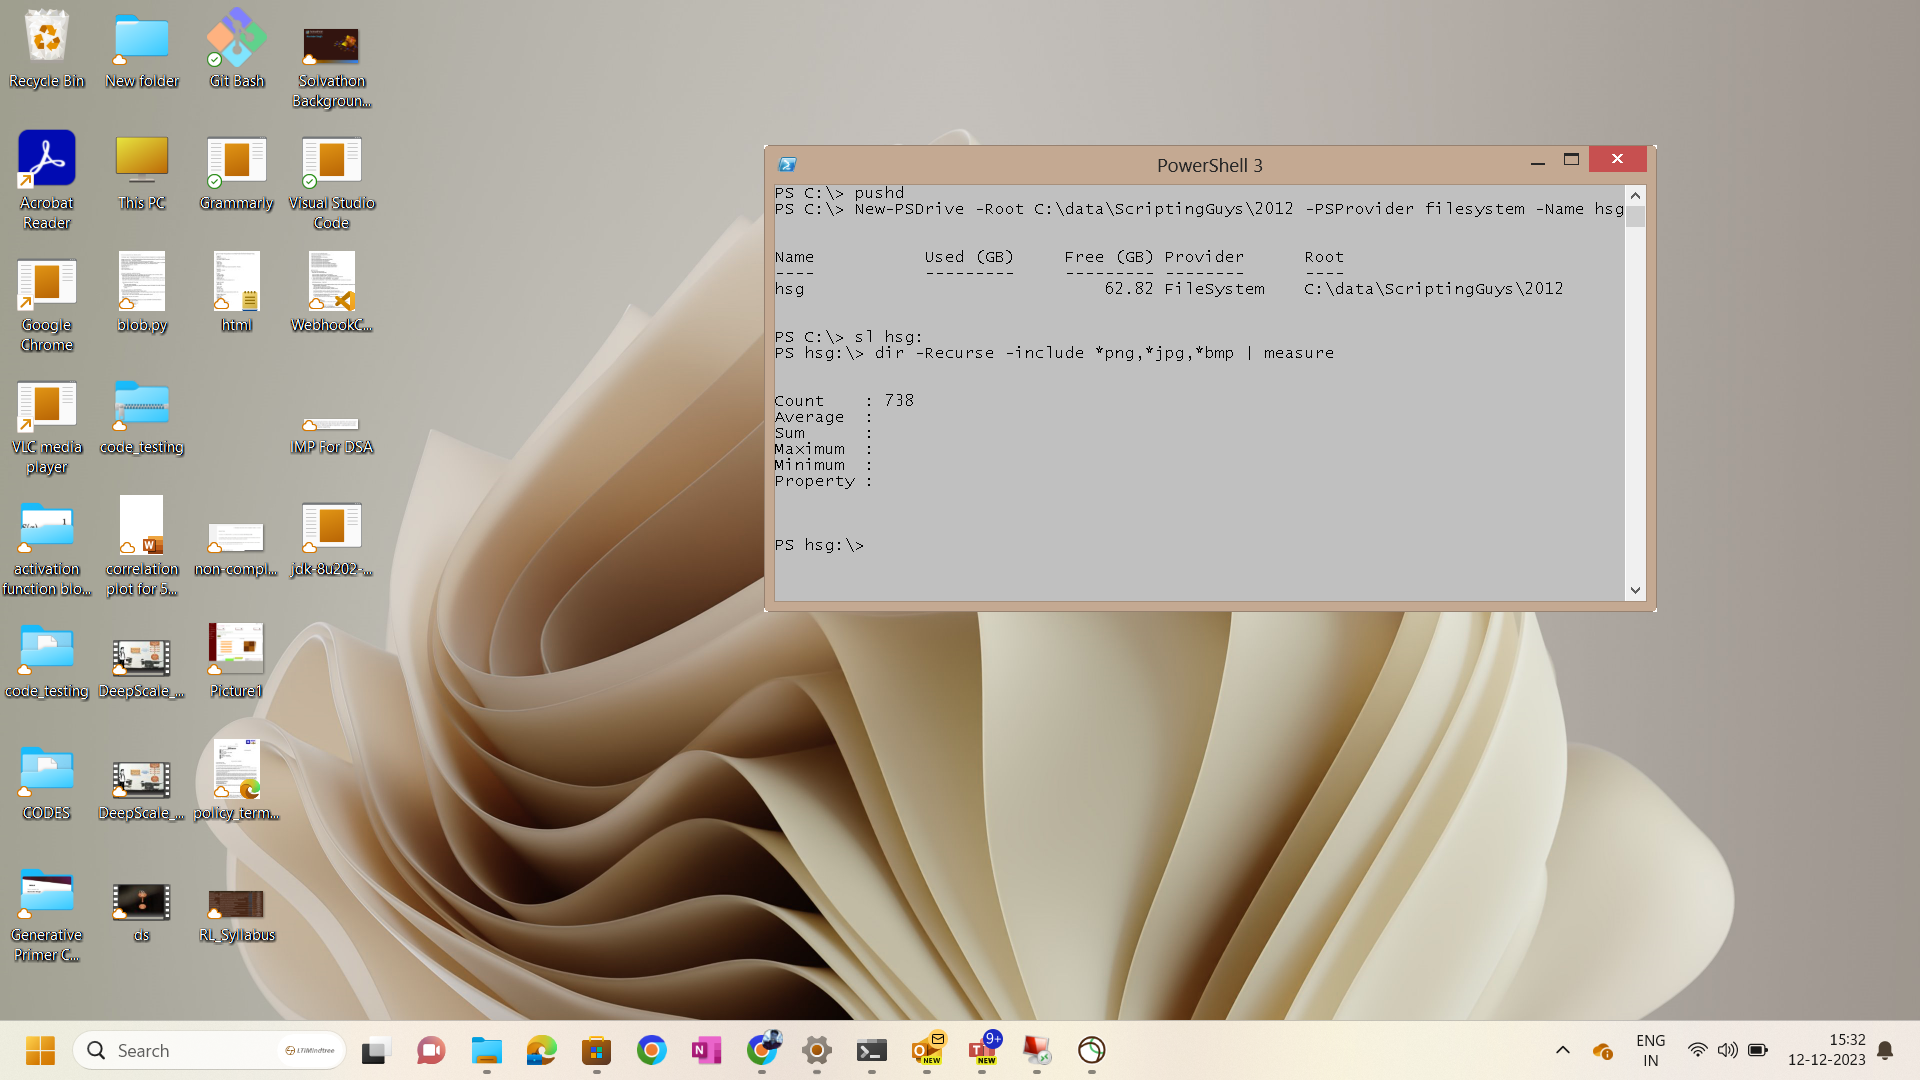 Recycle Bin
New folder
Git Bash
Solvathon
Backgroun...
Acrobat
Reader
This PC
Grammarly
Visual Studio
Code
Google
Chrome
blob.py
html
WebhookC...
VLC media
player
code_testing
IMP For DSA
activation
function blo...
correlation
plot for 5...
non-compl...
jdk-8u202-...
code_testing
DeepScale_...
Picture1
CODES
DeepScale_...
policy_term...
Generative
Primer C...
ds
RL_Syllabus
PowerShell 3
PS C:\> pushd
PS C:\> New-PSDrive -Root C:\data\ScriptingGuys\2012 -PSProvider filesystem -Name hsg
Name Used (GB) Free (GB) Provider Root
---- --------- --------- -------- ----
hsg 62.82 FileSystem C:\data\ScriptingGuys\2012
PS C:\> sl hsg:
PS hsg:\> dir -Recurse -include *png,*jpg,*bmp | measure
Count : 738
Average :
Sum :
Maximum :
Minimum :
Property :
PS hsg:\>
Search
LTIMindtree
N
NEW
9+
NEW
ENG
IN
15:32
12-12-2023